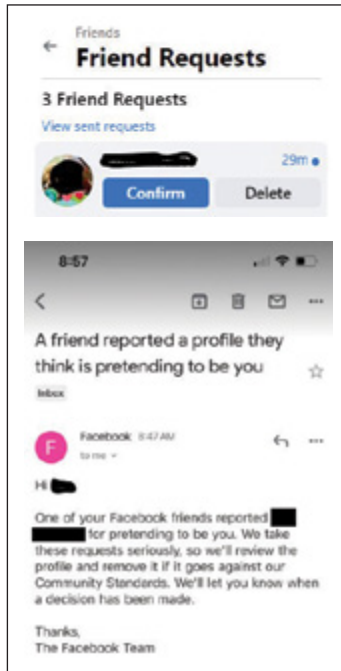 Friends
Friend Requests
3 Friend Requests
View sent requests
29m
Confirm Delete
8:57
A friend reported a profile they
think is pretending to be you
Inbox
F
Facebook 8:47 AM
to me
Hi
One of your Facebook friends reported
for pretending to be you. We take
these requests seriously, so we'll review the
profile and remove it if it goes against our
Community Standards. We'll let you know when
a decision has been made.
Thanks,
The Facebook Team